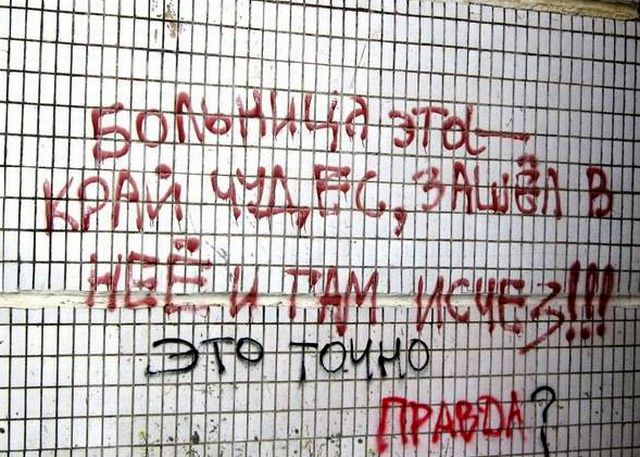 БОЛЬНИЦА ЭТО—
КРАЙ ЧУДЕС, ЗАШЁЛ В
НЕЁ И ТАМ ИСЧЕЗ!!!
ЭТО ТОЧНО
ПРАВДА?